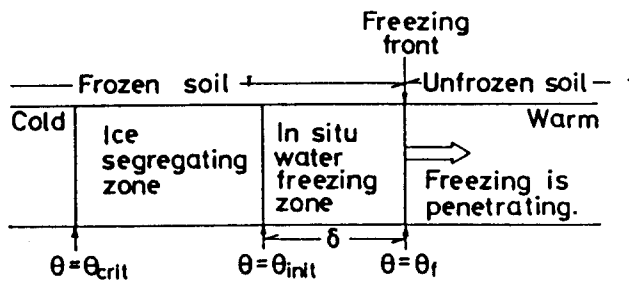 Freezing
front
Frozen soil
Unfrozen soil
Cold
Warm
Ice
segregating
zone
In situ
water
freezing
zone
Freezing is
penetrating.
δ
θ=θcrit
θ=θinit
θ=θf